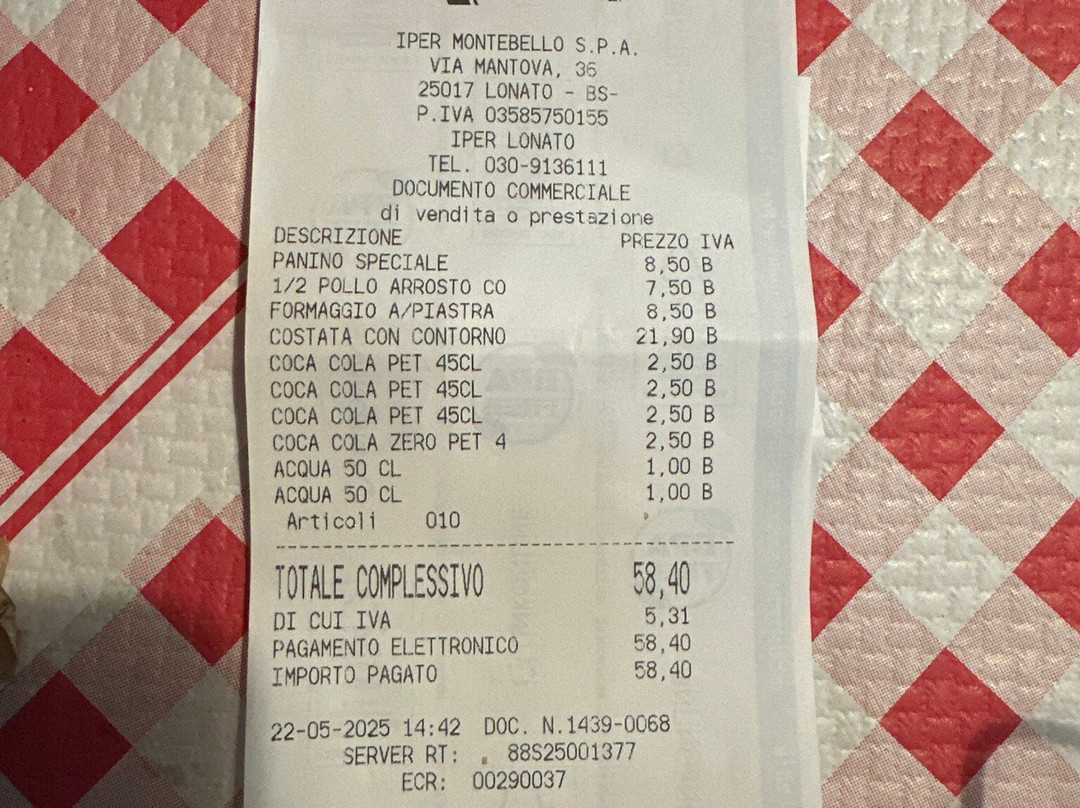 IPER MONTEBELLO S.P.A.
VIA MANTOVA, 36
25017 LONATO - BS-
P.IVA 03585750155
IPER LONATO
TEL. 030-9136111
DOCUMENTO COMMERCIALE
di vendita o prestazione
DESCRIZIONE PREZZO IVA
PANINO SPECIALE 8,50 B
1/2 POLLO ARROSTO CO 7,50 B
FORMAGGIO A/PIASTRA 8,50 B
COSTATA CON CONTORNO 21,90 B
COCA COLA PET 45CL 2,50 B
COCA COLA PET 45CL 2,50 B
COCA COLA PET 45CL 2,50 B
COCA COLA ZERO PET 4 2,50 B
ACQUA 50 CL 1,00 B
ACQUA 50 CL 1,00 B
Articoli 010
TOTALE COMPLESSIVO 58,40
DI CUI IVA 5,31
PAGAMENTO ELETTRONICO 58,40
IMPORTO PAGATO 58,40
22-05-2025 14:42 DOC. N.1439-0068
SERVER RT: 88S25001377
ECR: 00290037